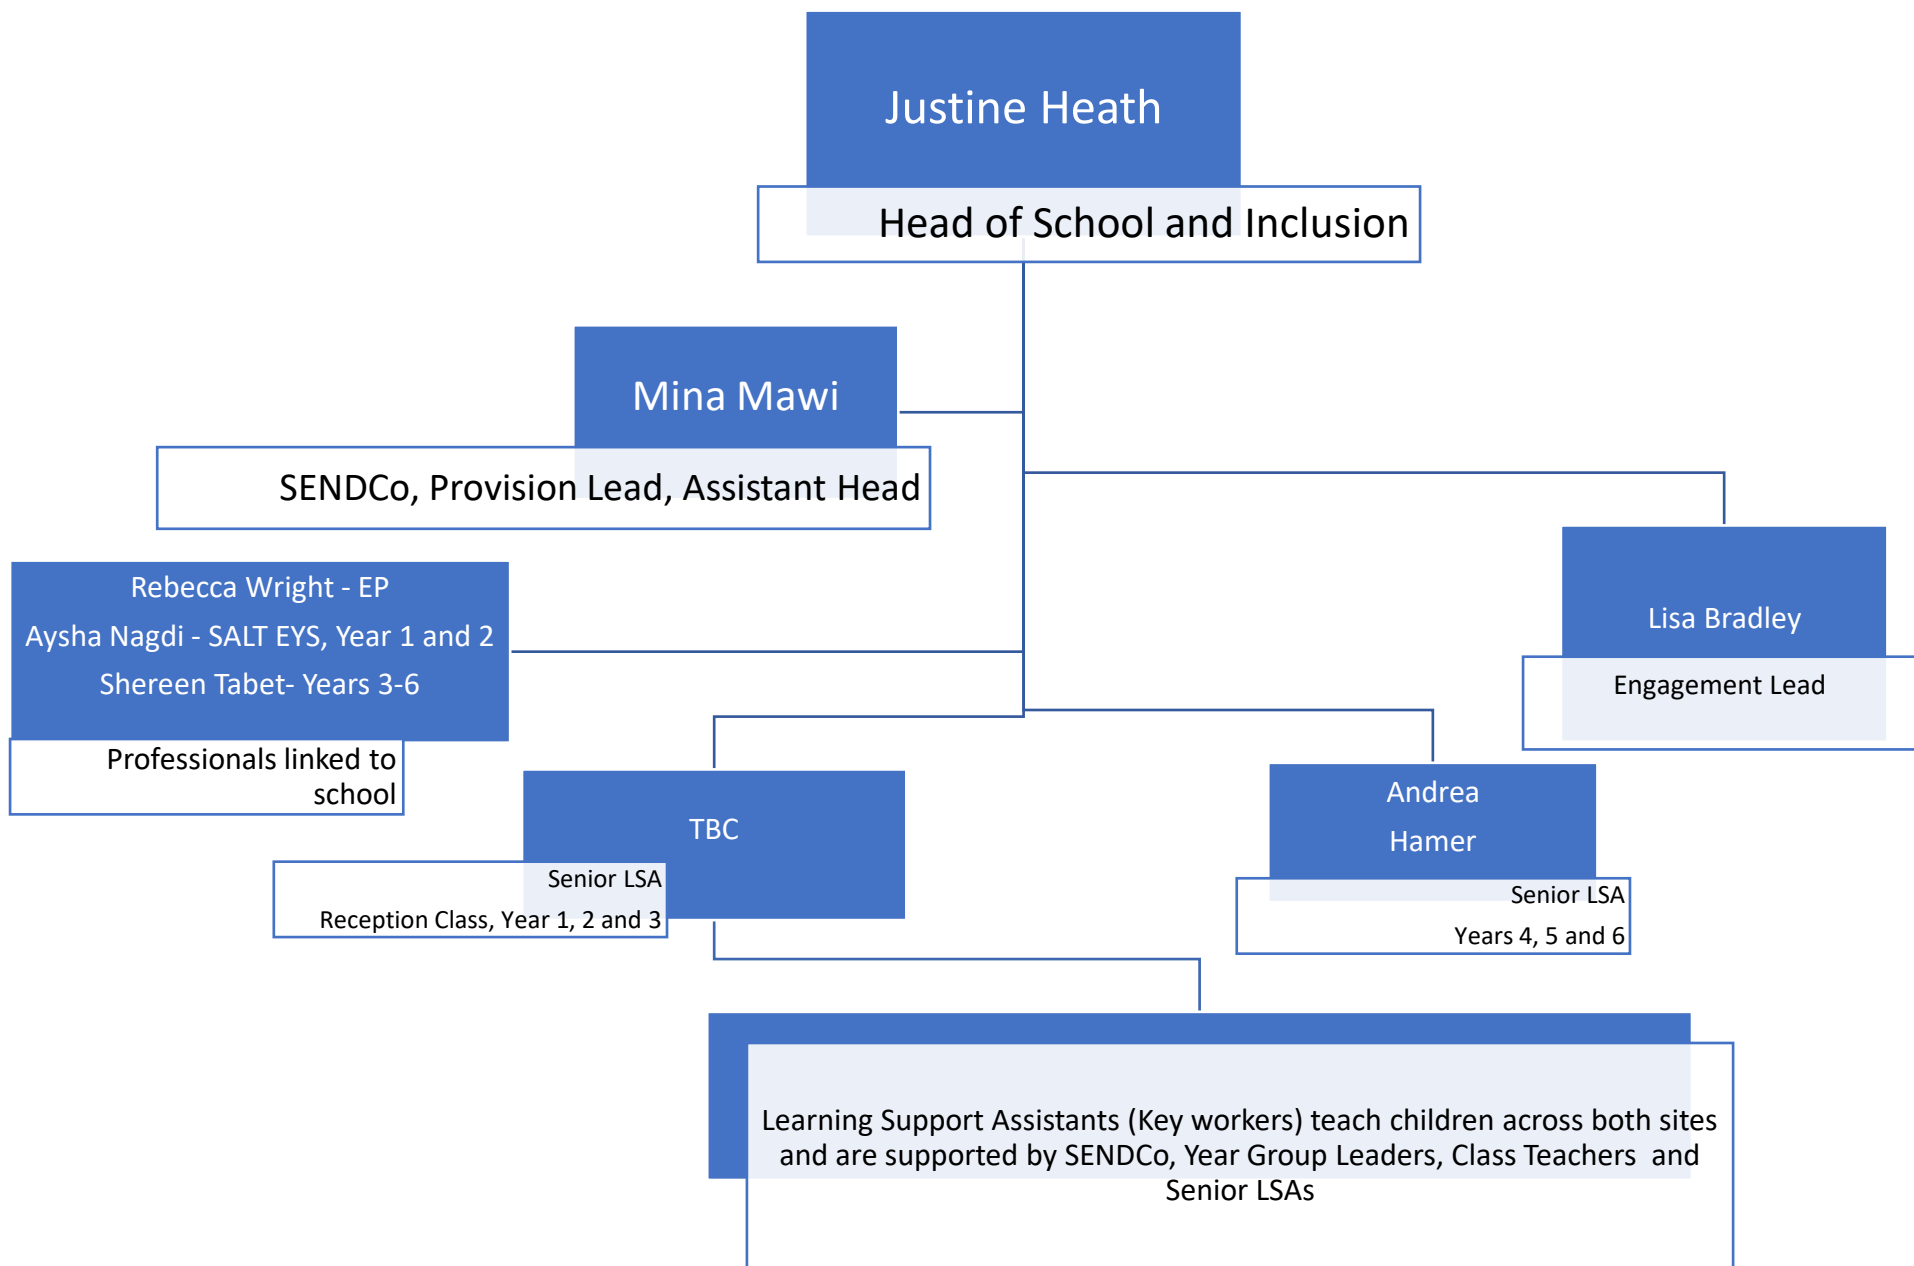 Justine Heath
Head of School and Inclusion
Mina Mawi
SENDCo, Provision Lead, Assistant Head
Rebecca Wright - EP
Aysha Nagdi - SALT EYS, Year 1 and 2
Shereen Tabet- Years 3-6
Professionals linked to
school
Lisa Bradley
Engagement Lead
TBC
Senior LSA
Reception Class, Year 1, 2 and 3
Andrea
Hamer
Senior LSA
Years 4, 5 and 6
Learning Support Assistants (Key workers) teach children across both sites
and are supported by SENDCo, Year Group Leaders, Class Teachers  and
Senior LSAs